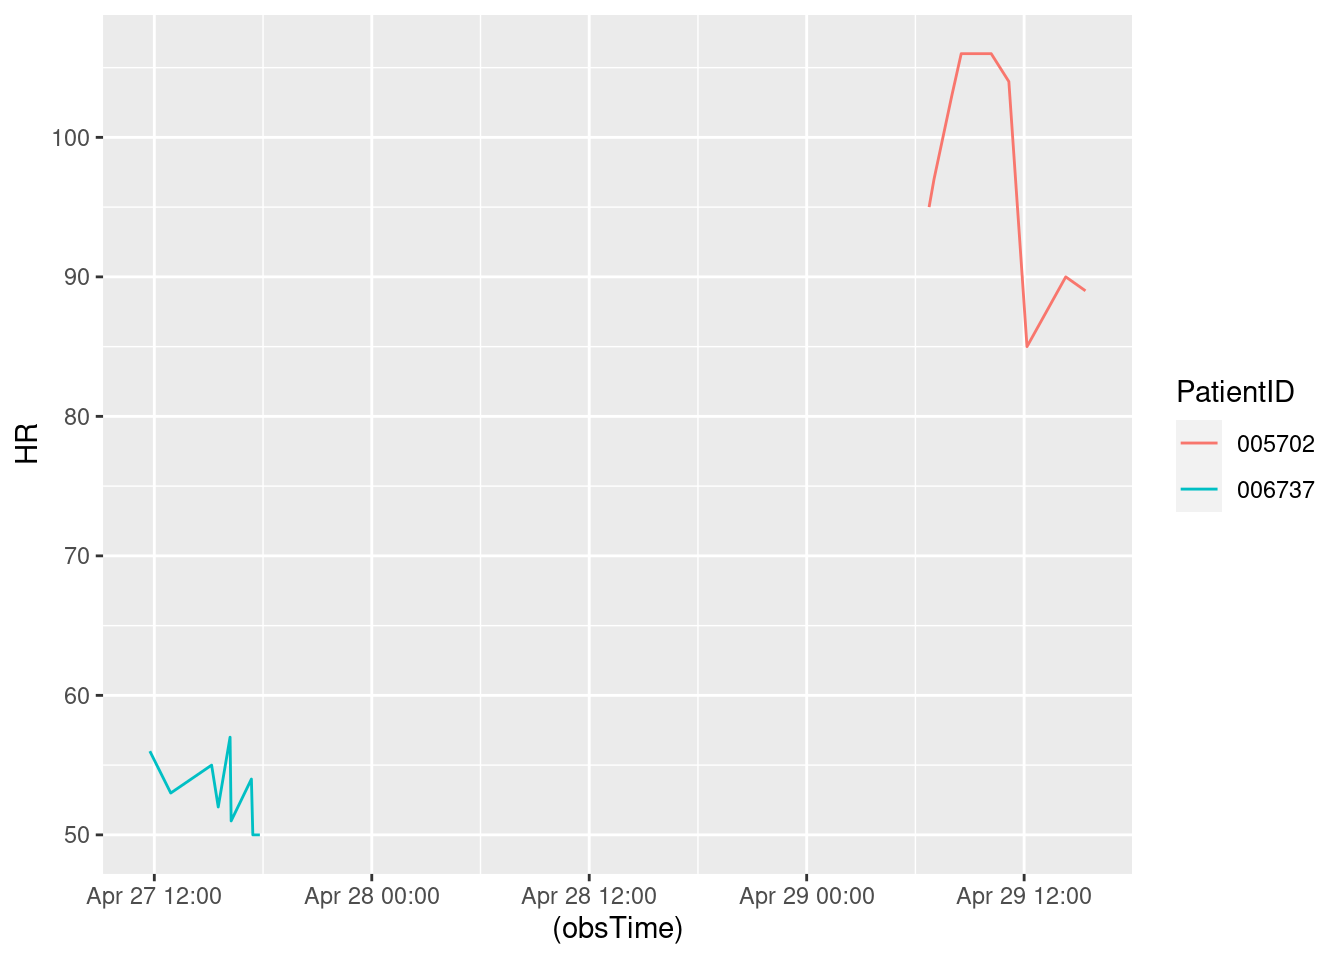 100
90
80
70
60
50
HR
Apr 27 12:00
Apr 28 00:00
Apr 28 12:00
Apr 29 00:00
Apr 29 12:00
(obsTime)
PatientID
005702
006737